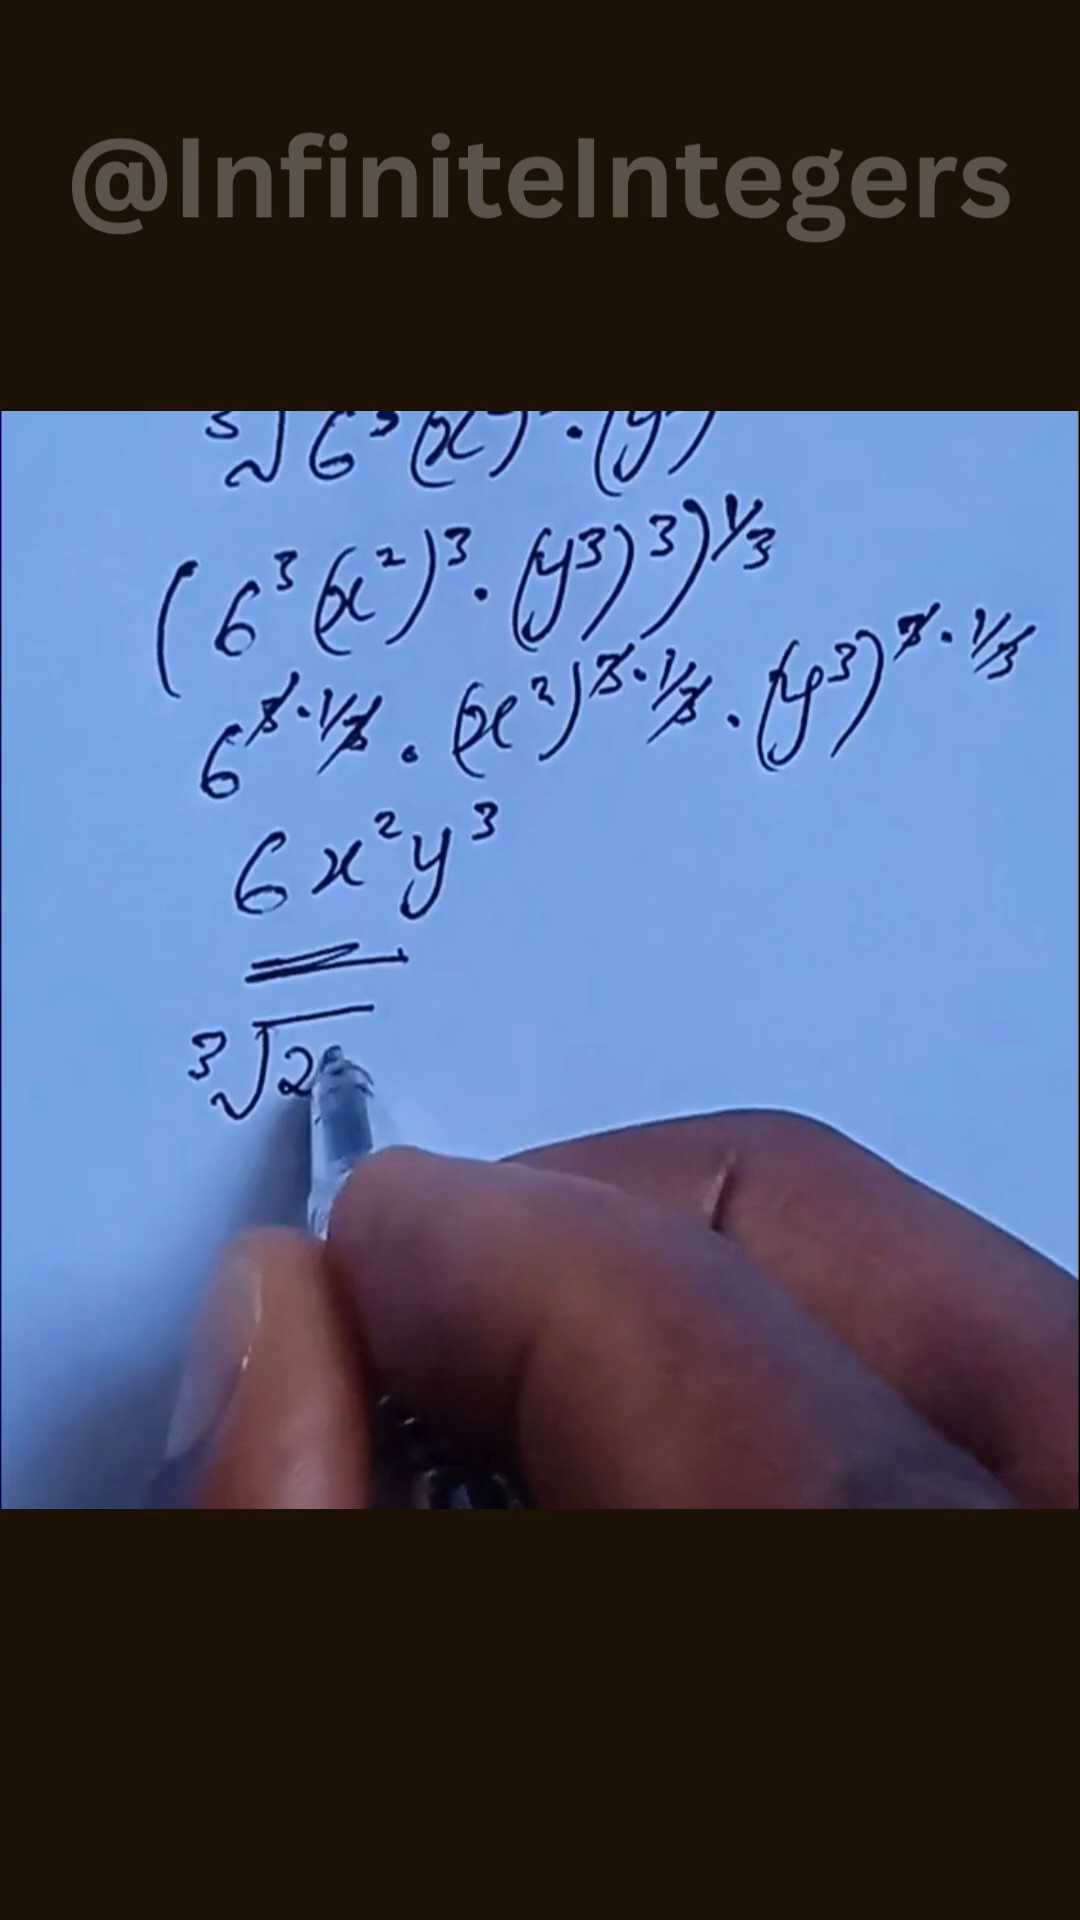 @InfiniteIntegers
(6³(x²)³·(y³)³)^1/3
6^3·1/3 · (x²)^3·1/3 · (y³)^3·1/3
6x²y³
³√2